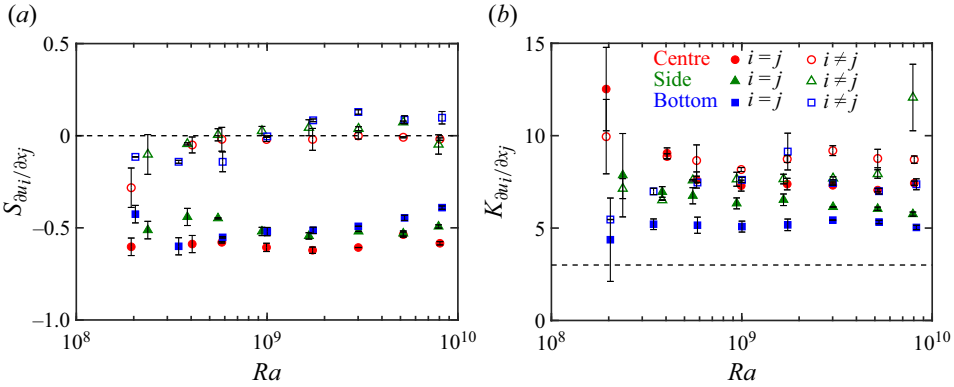 (a)
0.5
0
−0.5
−1.0
S∂ui/∂xj
10^8
10^9
10^10
Ra
(b)
15
10
5
0
K∂ui/∂xj
Centre i = j i ≠ j
Side i = j i ≠ j
Bottom i = j i ≠ j
10^8
10^9
10^10
Ra